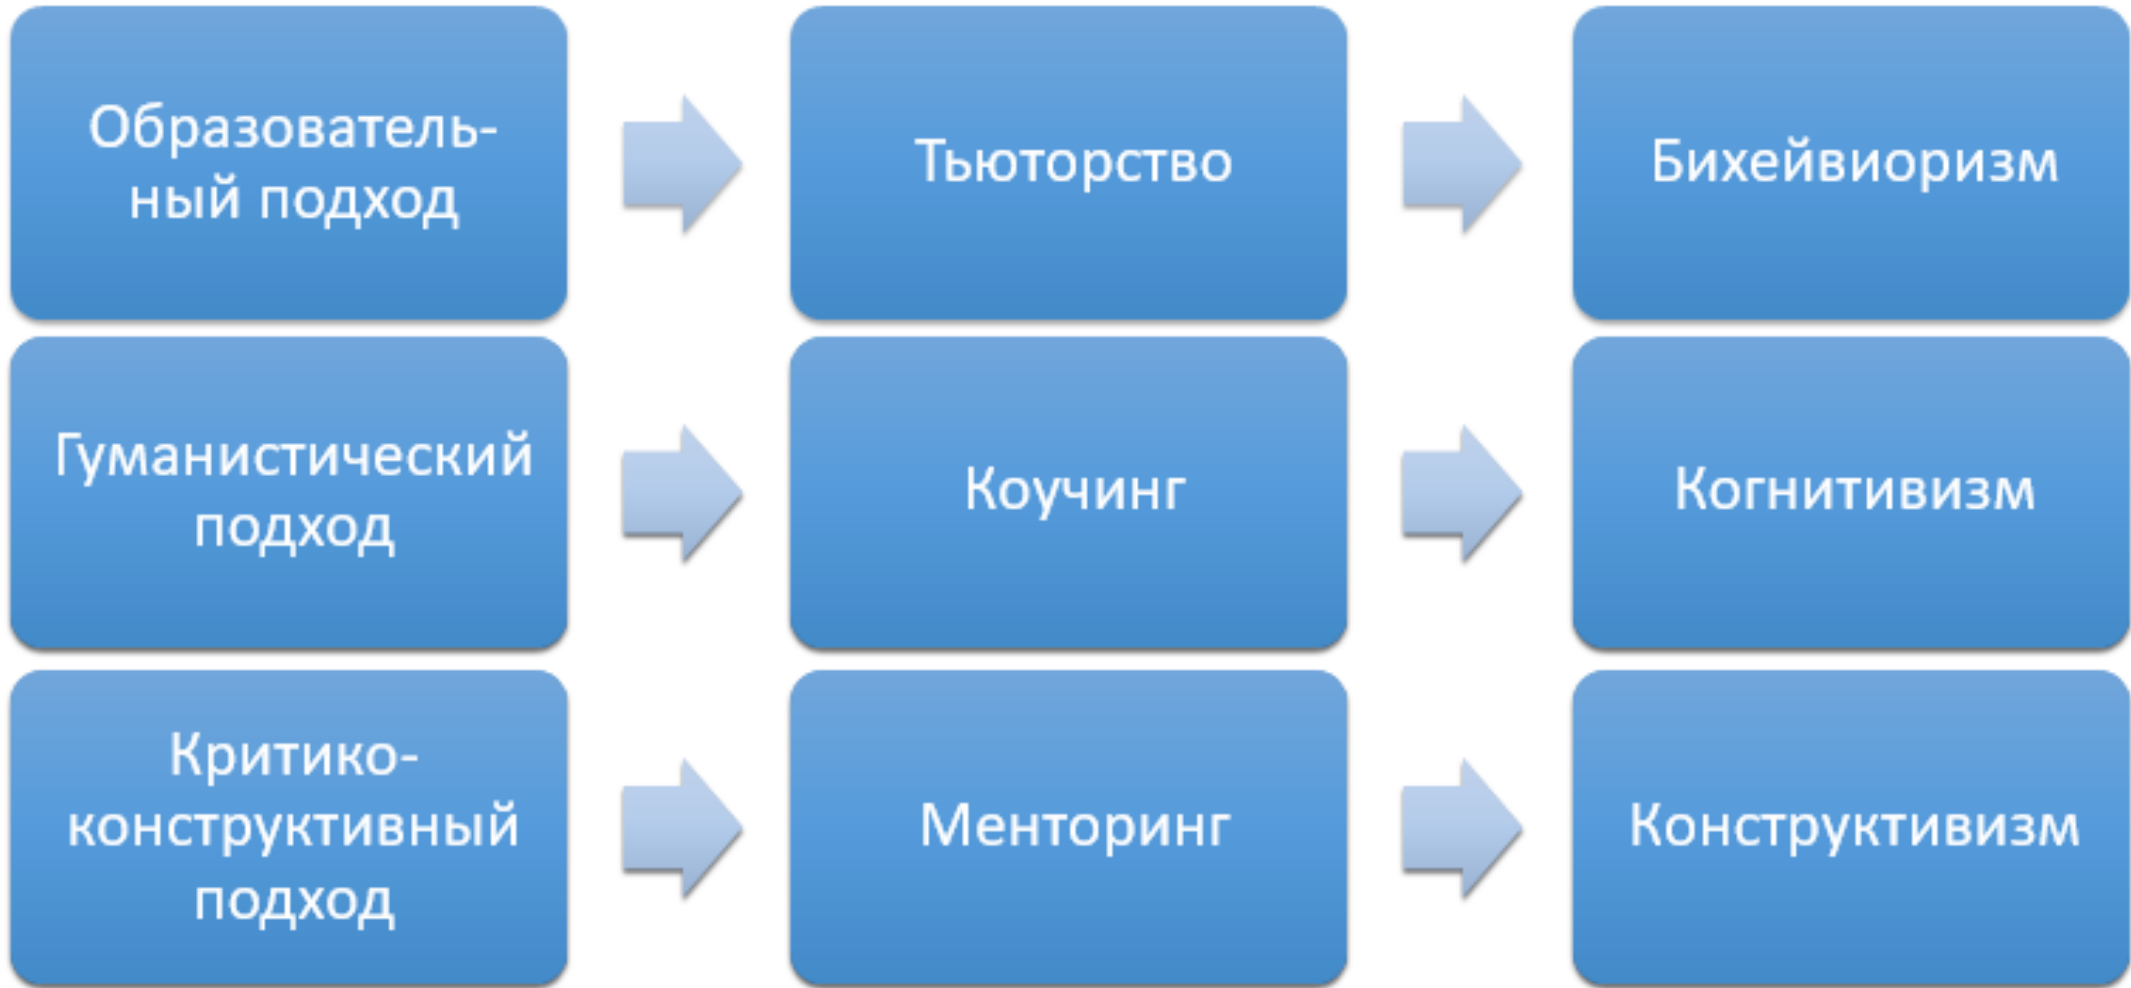 Образователь-
ный подход
Тьюторство
Бихейвиоризм
Гуманистический
подход
Коучинг
Когнитивизм
Критико-
конструктивный
подход
Менторинг
Конструктивизм